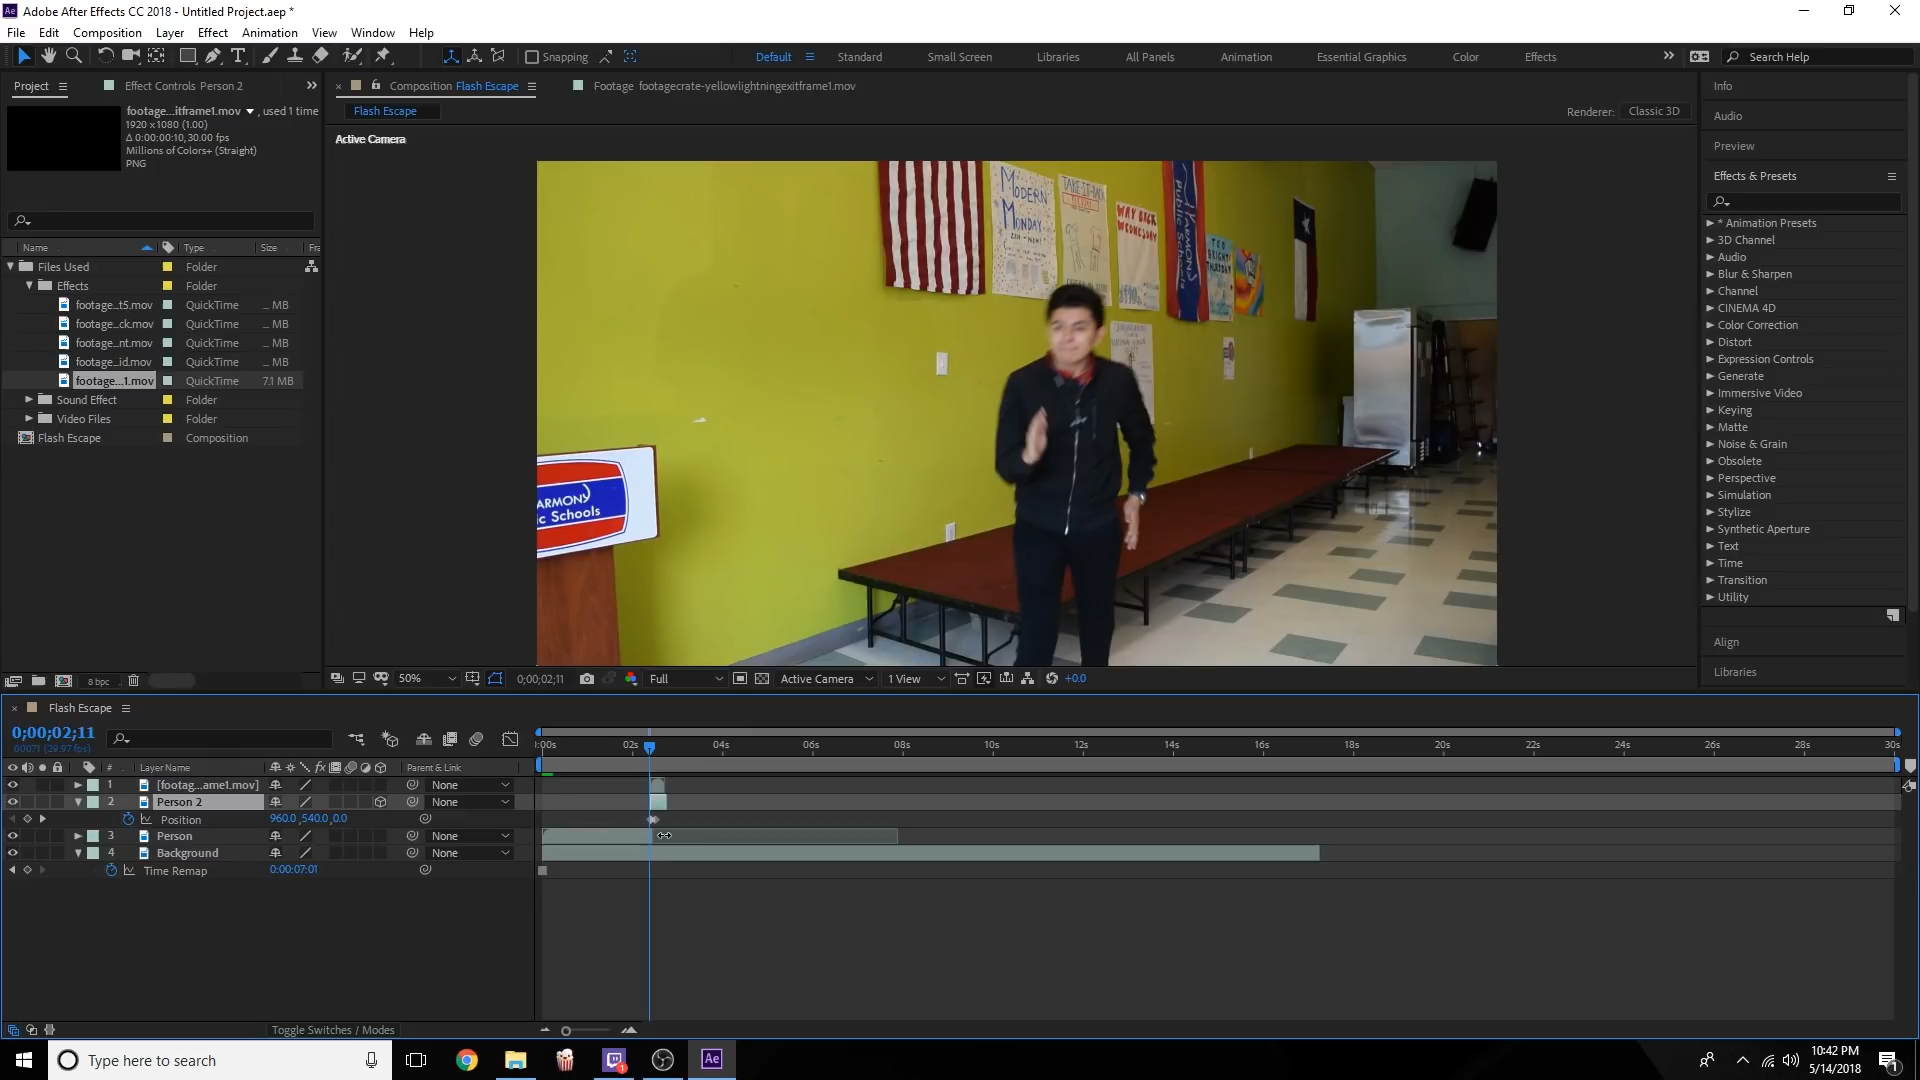 Adobe After Effects CC 2018 - Untitled Project.aep *
File Edit Composition Layer Effect Animation View Window Help
Snapping
Default Standard Small Screen Libraries All Panels Animation Essential Graphics Color Effects
Search Help
Project Effect Controls Person 2
footage...itframe1.mov , used 1 time
1920 x 1080 (1.00)
Δ 0:00:00:10, 30.00 fps
Millions of Colors+ (Straight)
PNG
Name Type Size Fra
Files Used Folder
Effects Folder
footage...t5.mov QuickTime ... MB
footage...ck.mov QuickTime ... MB
footage...nt.mov QuickTime ... MB
footage...id.mov QuickTime ... MB
footage...1.mov QuickTime 7.1 MB
Sound Effect Folder
Video Files Folder
Flash Escape Composition
8 bpc
Composition Flash Escape
Footage footagecrate-yellowlightningexitframe1.mov
Flash Escape
Renderer: Classic 3D
Active Camera
MODERN MONDAY
TAKE-IT-BACK
WAY BACK WEDNESDAY
TOO BRIGHT THURSDAY
HARMONY Public Schools
ARMONY
ic Schools
50% 0;00;02;11 Full Active Camera 1 View +0.0
Info
Audio
Preview
Effects & Presets
* Animation Presets
3D Channel
Audio
Blur & Sharpen
Channel
CINEMA 4D
Color Correction
Distort
Expression Controls
Generate
Immersive Video
Keying
Matte
Noise & Grain
Obsolete
Perspective
Simulation
Stylize
Synthetic Aperture
Text
Time
Transition
Utility
Align
Libraries
Flash Escape
0;00;02;11
00071 (29.97 fps)
:00s 02s 04s 06s 08s 10s 12s 14s 16s 18s 20s 22s 24s 26s 28s 30s
# Layer Name Parent & Link
1 [footag...ame1.mov] None
2 Person 2 None
Position 960.0,540.0,0.0
3 Person None
4 Background None
Time Remap 0:00:07:01
Toggle Switches / Modes
Type here to search
Ae
10:42 PM
5/14/2018